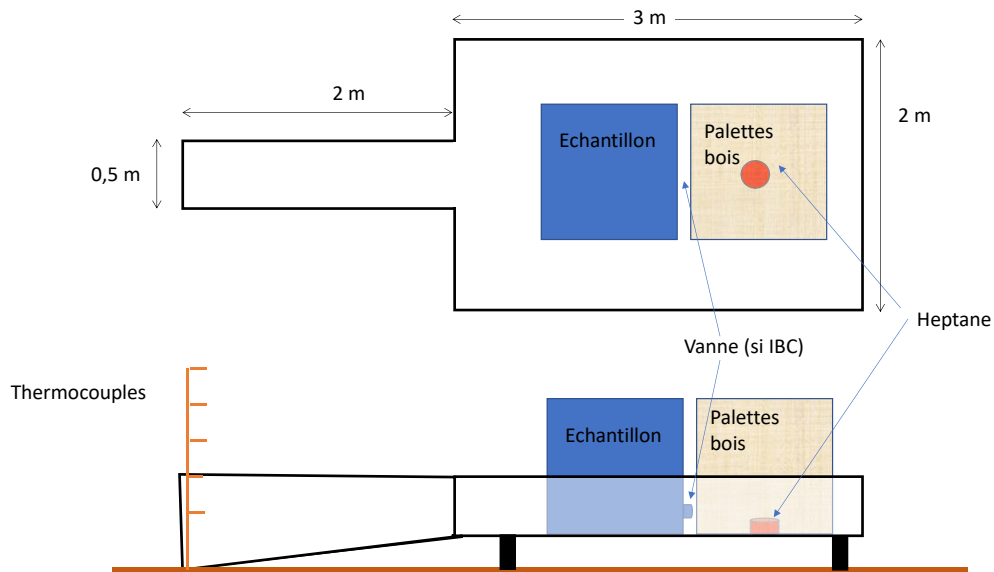 3 m
2 m
Echantillon
Palettes
bois
2 m
0,5 m
Heptane
Vanne (si IBC)
Thermocouples
Echantillon
Palettes
bois